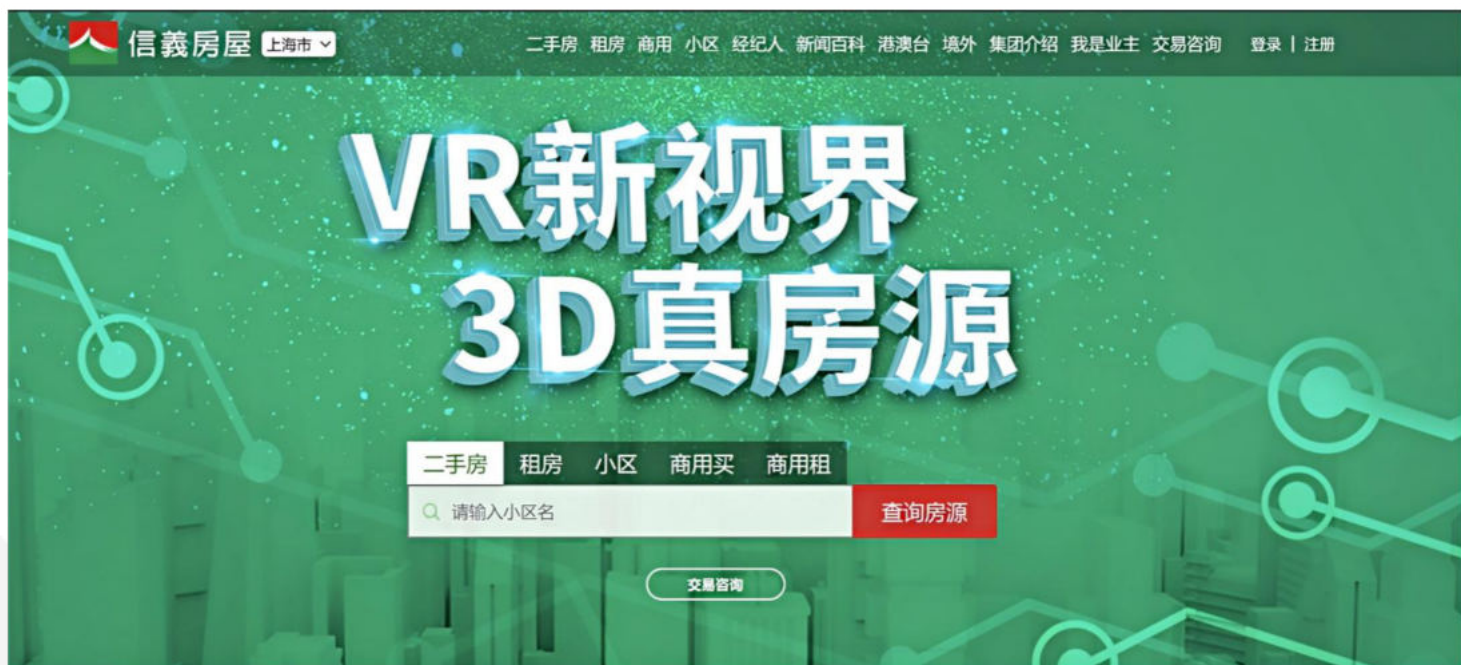 信義房屋 上海市 二手房 租房 商用 小区 经纪人 新闻百科 港澳台 境外 集团介绍 我是业主 交易咨询 登录 | 注册
VR新视界
3D真房源
二手房 租房 小区 商用买 商用租
请输入小区名 查询房源
交易咨询